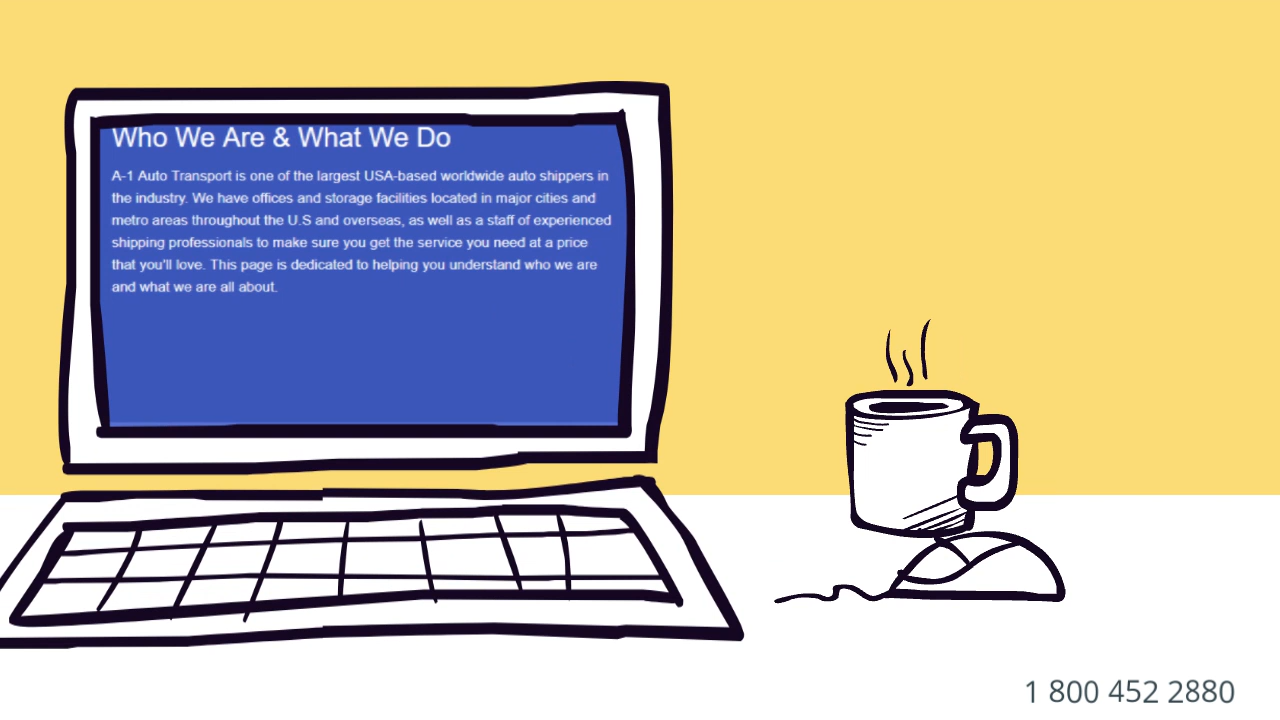 Who We Are & What We Do
A-1 Auto Transport is one of the largest USA-based worldwide auto shippers in
the industry. We have offices and storage facilities located in major cities and
metro areas throughout the U.S and overseas, as well as a staff of experienced
shipping professionals to make sure you get the service you need at a price
that you'll love. This page is dedicated to helping you understand who we are
and what we are all about.
1 800 452 2880